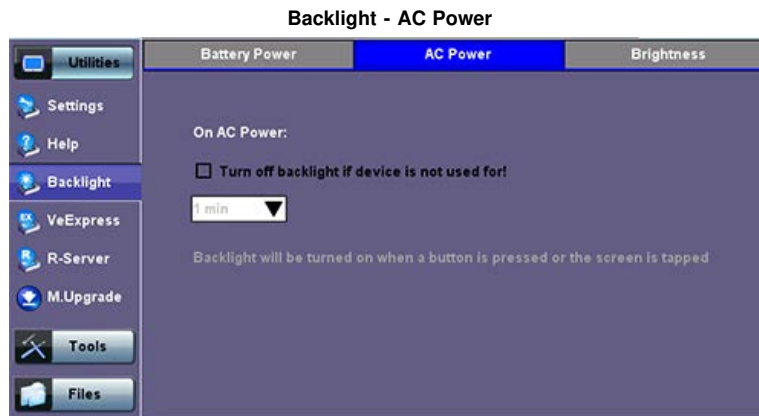 Backlight - AC Power
Utilities
Battery Power
AC Power
Brightness
Settings
Help
Backlight
VeExpress
R-Server
M.Upgrade
Tools
Files
On AC Power:
Turn off backlight if device is not used for!
1 min
Backlight will be turned on when a button is pressed or the screen is tapped